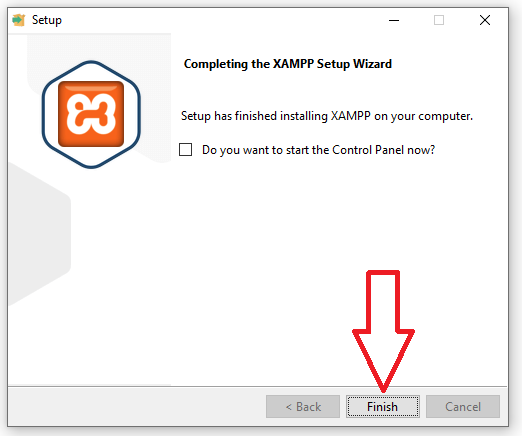 Setup
Completing the XAMPP Setup Wizard
Setup has finished installing XAMPP on your computer.
Do you want to start the Control Panel now?
< Back
Finish
Cancel